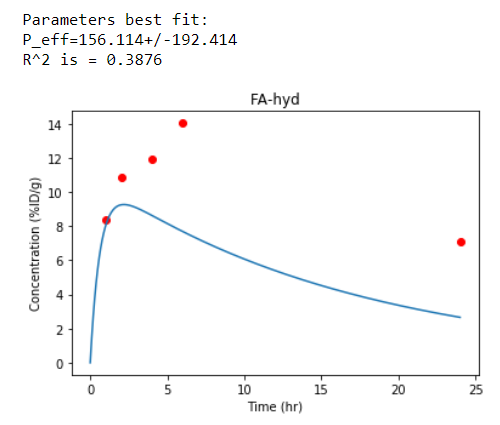 Parameters best fit:
P_eff=156.114+/-192.414
R^2 is = 0.3876
FA-hyd
14
12
10
8
6
4
2
0
Concentration (%ID/g)
0 5 10 15 20 25
Time (hr)